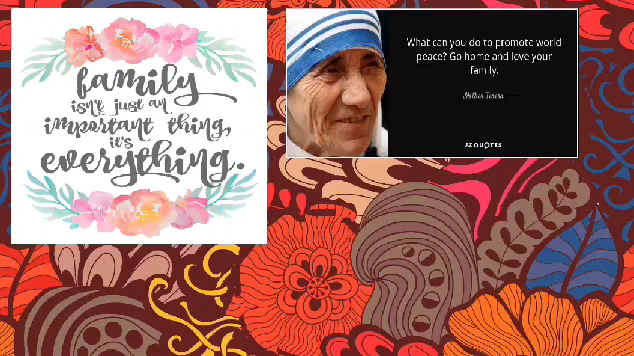 family
isn't just an
important thing,
it's
everything.
What can you do to promote world
peace? Go home and love your
family.
Mother Teresa
AZ QUOTES